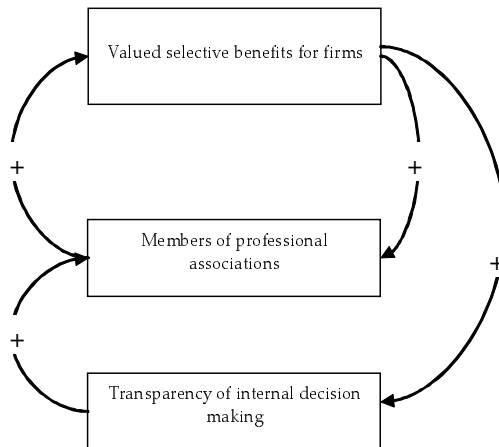 Valued selective benefits for firms
+
+
Members of professional
associations
+
+
Transparency of internal decision
making